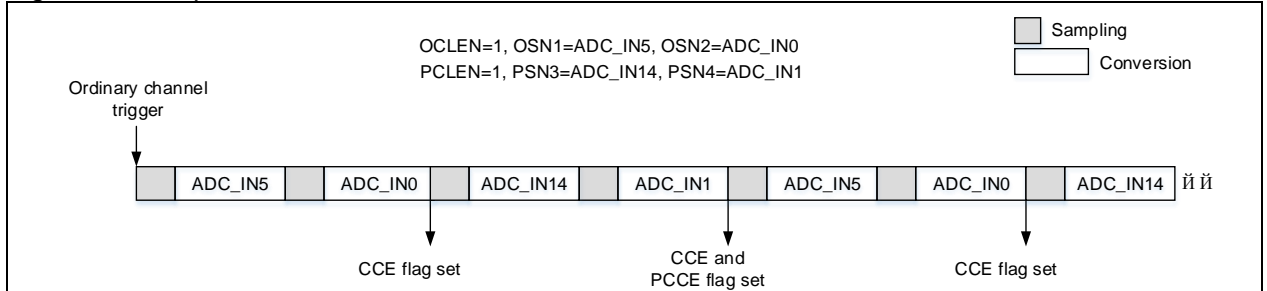 OCLEN=1, OSN1=ADC_IN5, OSN2=ADC_IN0
PCLEN=1, PSN3=ADC_IN14, PSN4=ADC_IN1
Sampling
Conversion
Ordinary channel
trigger
ADC_IN5 ADC_IN0 ADC_IN14 ADC_IN1 ADC_IN5 ADC_IN0 ADC_IN14 Й Й
CCE flag set
CCE and
PCCE flag set
CCE flag set